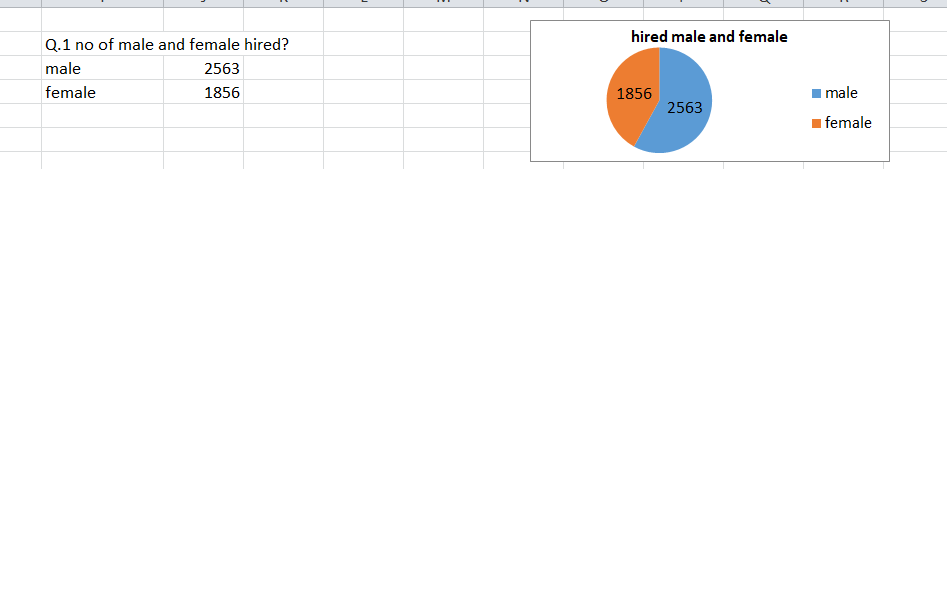 Q.1 no of male and female hired?
male 2563
female 1856
hired male and female
1856
2563
male
female